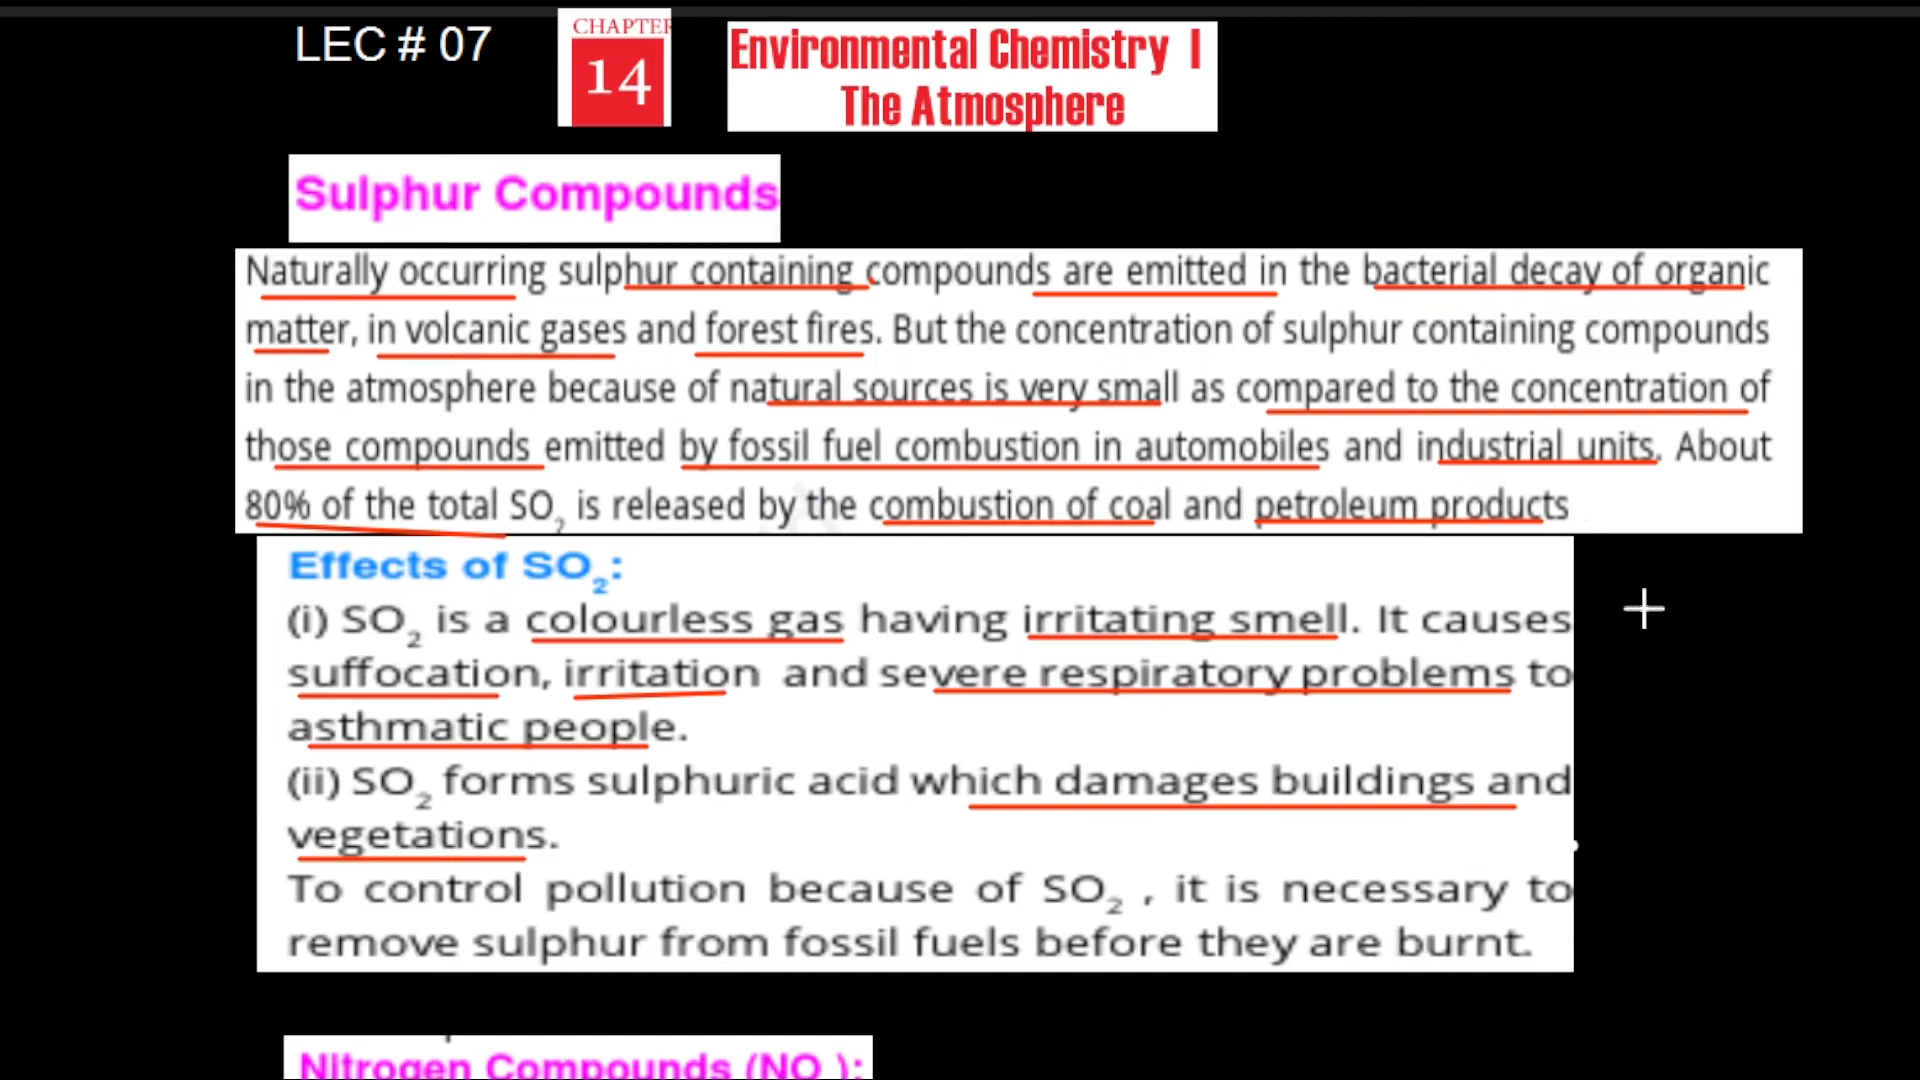 LEC # 07
CHAPTER
14
Environmental Chemistry I
The Atmosphere
Sulphur Compounds
Naturally occurring sulphur containing compounds are emitted in the bacterial decay of organic
matter, in volcanic gases and forest fires. But the concentration of sulphur containing compounds
in the atmosphere because of natural sources is very small as compared to the concentration of
those compounds emitted by fossil fuel combustion in automobiles and industrial units. About
80% of the total SO₂ is released by the combustion of coal and petroleum products
Effects of SO₂:
(i) SO₂ is a colourless gas having irritating smell. It causes
suffocation, irritation and severe respiratory problems to
asthmatic people.
(ii) SO₂ forms sulphuric acid which damages buildings and
vegetations.
To control pollution because of SO₂ , it is necessary to
remove sulphur from fossil fuels before they are burnt.
NItrogen Compounds (NO ):